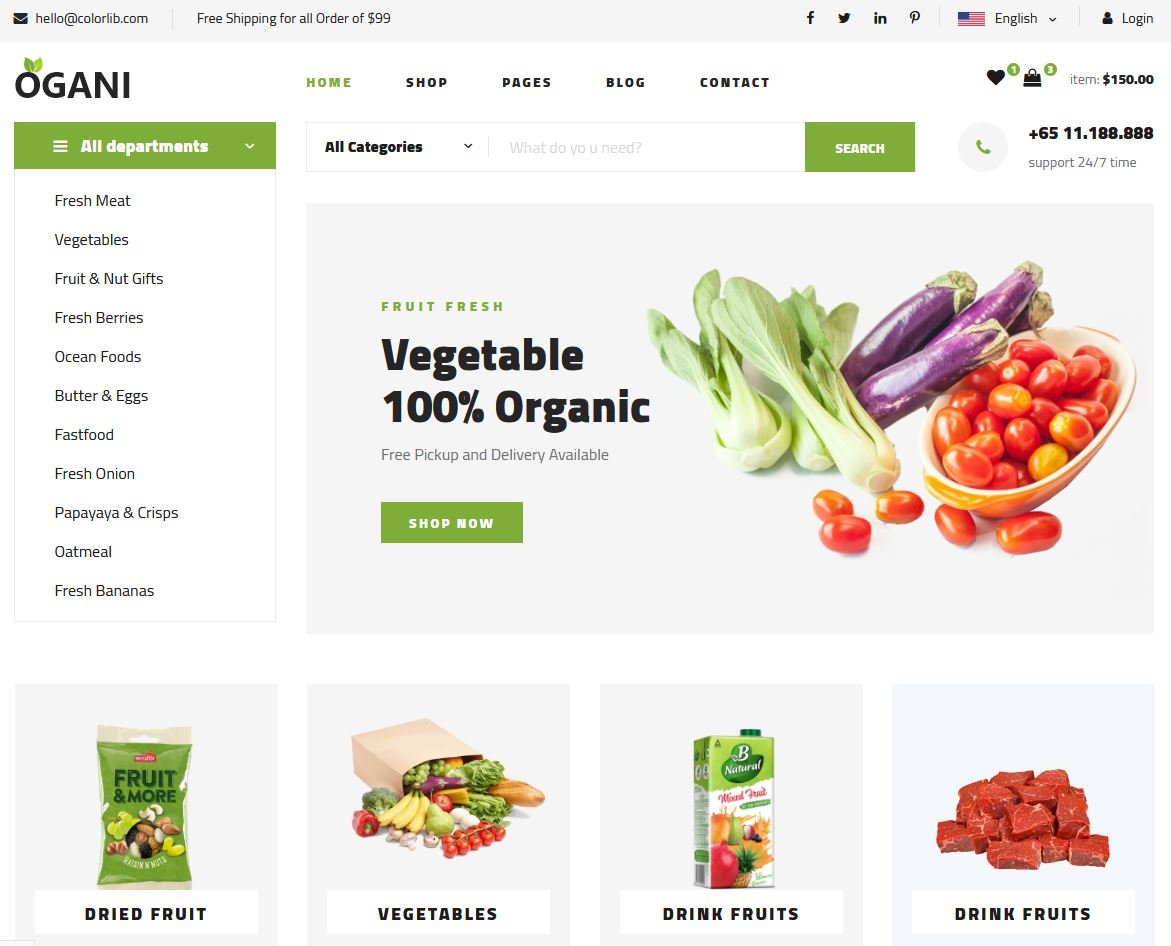 hello@colorlib.com
Free Shipping for all Order of $99
English
Login
OGANI
HOME
SHOP
PAGES
BLOG
CONTACT
1
3
item: $150.00
All departments
All Categories
What do yo u need?
SEARCH
+65 11.188.888
support 24/7 time
Fresh Meat
Vegetables
Fruit & Nut Gifts
Fresh Berries
Ocean Foods
Butter & Eggs
Fastfood
Fresh Onion
Papayaya & Crisps
Oatmeal
Fresh Bananas
FRUIT FRESH
Vegetable
100% Organic
Free Pickup and Delivery Available
SHOP NOW
FRUIT
&MORE
RAISIN'N'NUTS
B
Natural
Mixed Fruit
DRIED FRUIT
VEGETABLES
DRINK FRUITS
DRINK FRUITS